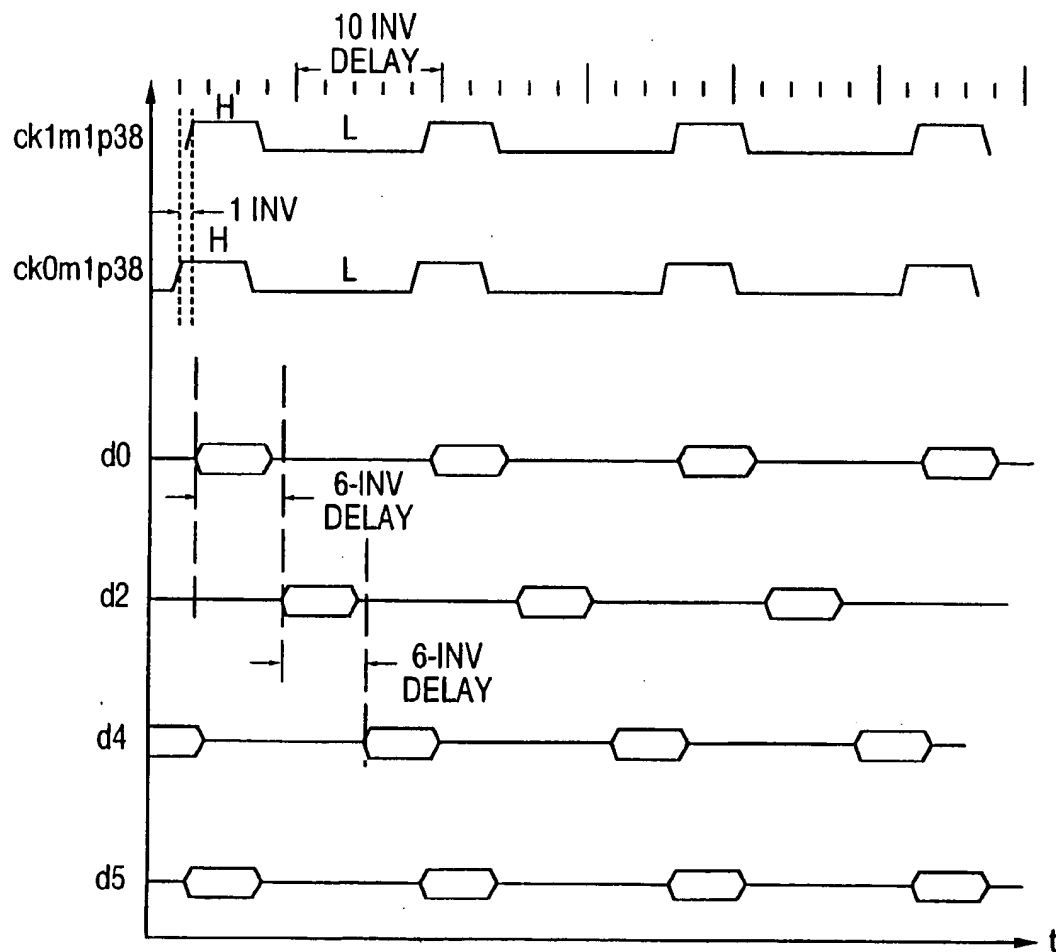 10 INV
DELAY
ck1m1p38
H
L
1 INV
ck0m1p38
H
L
d0
6-INV
DELAY
d2
6-INV
DELAY
d4
d5
t